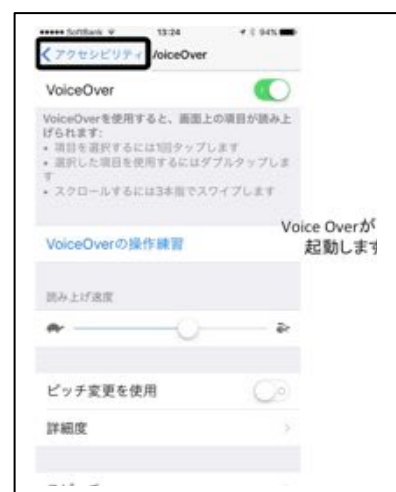 SoftBank 13:24 94%
アクセシビリティ VoiceOver
VoiceOver
VoiceOverを使用すると、画面上の項目が読み上
げられます:
• 項目を選択するには1回タップします
• 選択した項目を使用するにはダブルタップしま
す
• スクロールするには3本指でスワイプします
Voice Overが
起動します
VoiceOverの操作練習
読み上げ速度
ピッチ変更を使用
詳細度